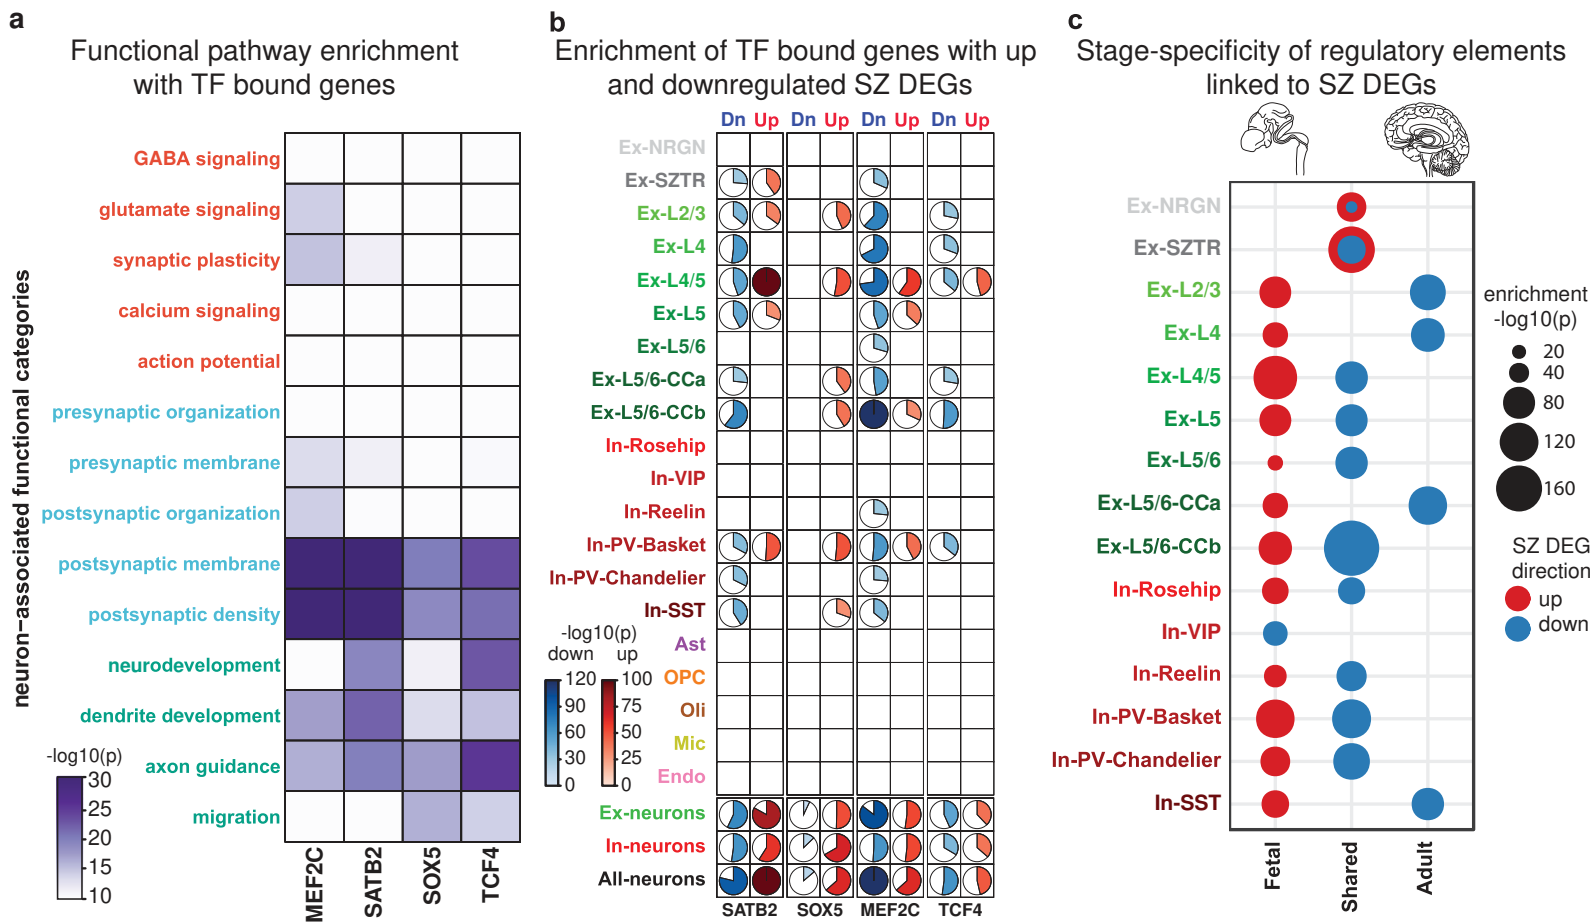 a
Functional pathway enrichment
with TF bound genes
neuron-associated functional categories
GABA signaling
glutamate signaling
synaptic plasticity
calcium signaling
action potential
presynaptic organization
presynaptic membrane
postsynaptic organization
postsynaptic membrane
postsynaptic density
neurodevelopment
dendrite development
axon guidance
migration
-log10(p)
30
25
20
15
10
MEF2C
SATB2
SOX5
TCF4
b
Enrichment of TF bound genes with up
and downregulated SZ DEGs
Dn Up Dn Up Dn Up Dn Up
Ex-NRGN
Ex-SZTR
Ex-L2/3
Ex-L4
Ex-L4/5
Ex-L5
Ex-L5/6
Ex-L5/6-CCa
Ex-L5/6-CCb
In-Rosehip
In-VIP
In-Reelin
In-PV-Basket
In-PV-Chandelier
In-SST
Ast
OPC
Oli
Mic
Endo
Ex-neurons
In-neurons
All-neurons
-log10(p)
down up
120 100
90 75
60 50
30 25
0 0
SATB2 SOX5 MEF2C TCF4
c
Stage-specificity of regulatory elements
linked to SZ DEGs
Ex-NRGN
Ex-SZTR
Ex-L2/3
Ex-L4
Ex-L4/5
Ex-L5
Ex-L5/6
Ex-L5/6-CCa
Ex-L5/6-CCb
In-Rosehip
In-VIP
In-Reelin
In-PV-Basket
In-PV-Chandelier
In-SST
Fetal
Shared
Adult
enrichment
-log10(p)
20
40
80
120
160
SZ DEG
direction
up
down